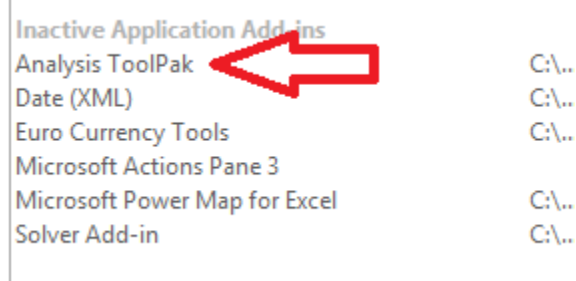 Inactive Application Add-ins
Analysis ToolPak C:\..
Date (XML) C:\..
Euro Currency Tools C:\..
Microsoft Actions Pane 3
Microsoft Power Map for Excel C:\..
Solver Add-in C:\..